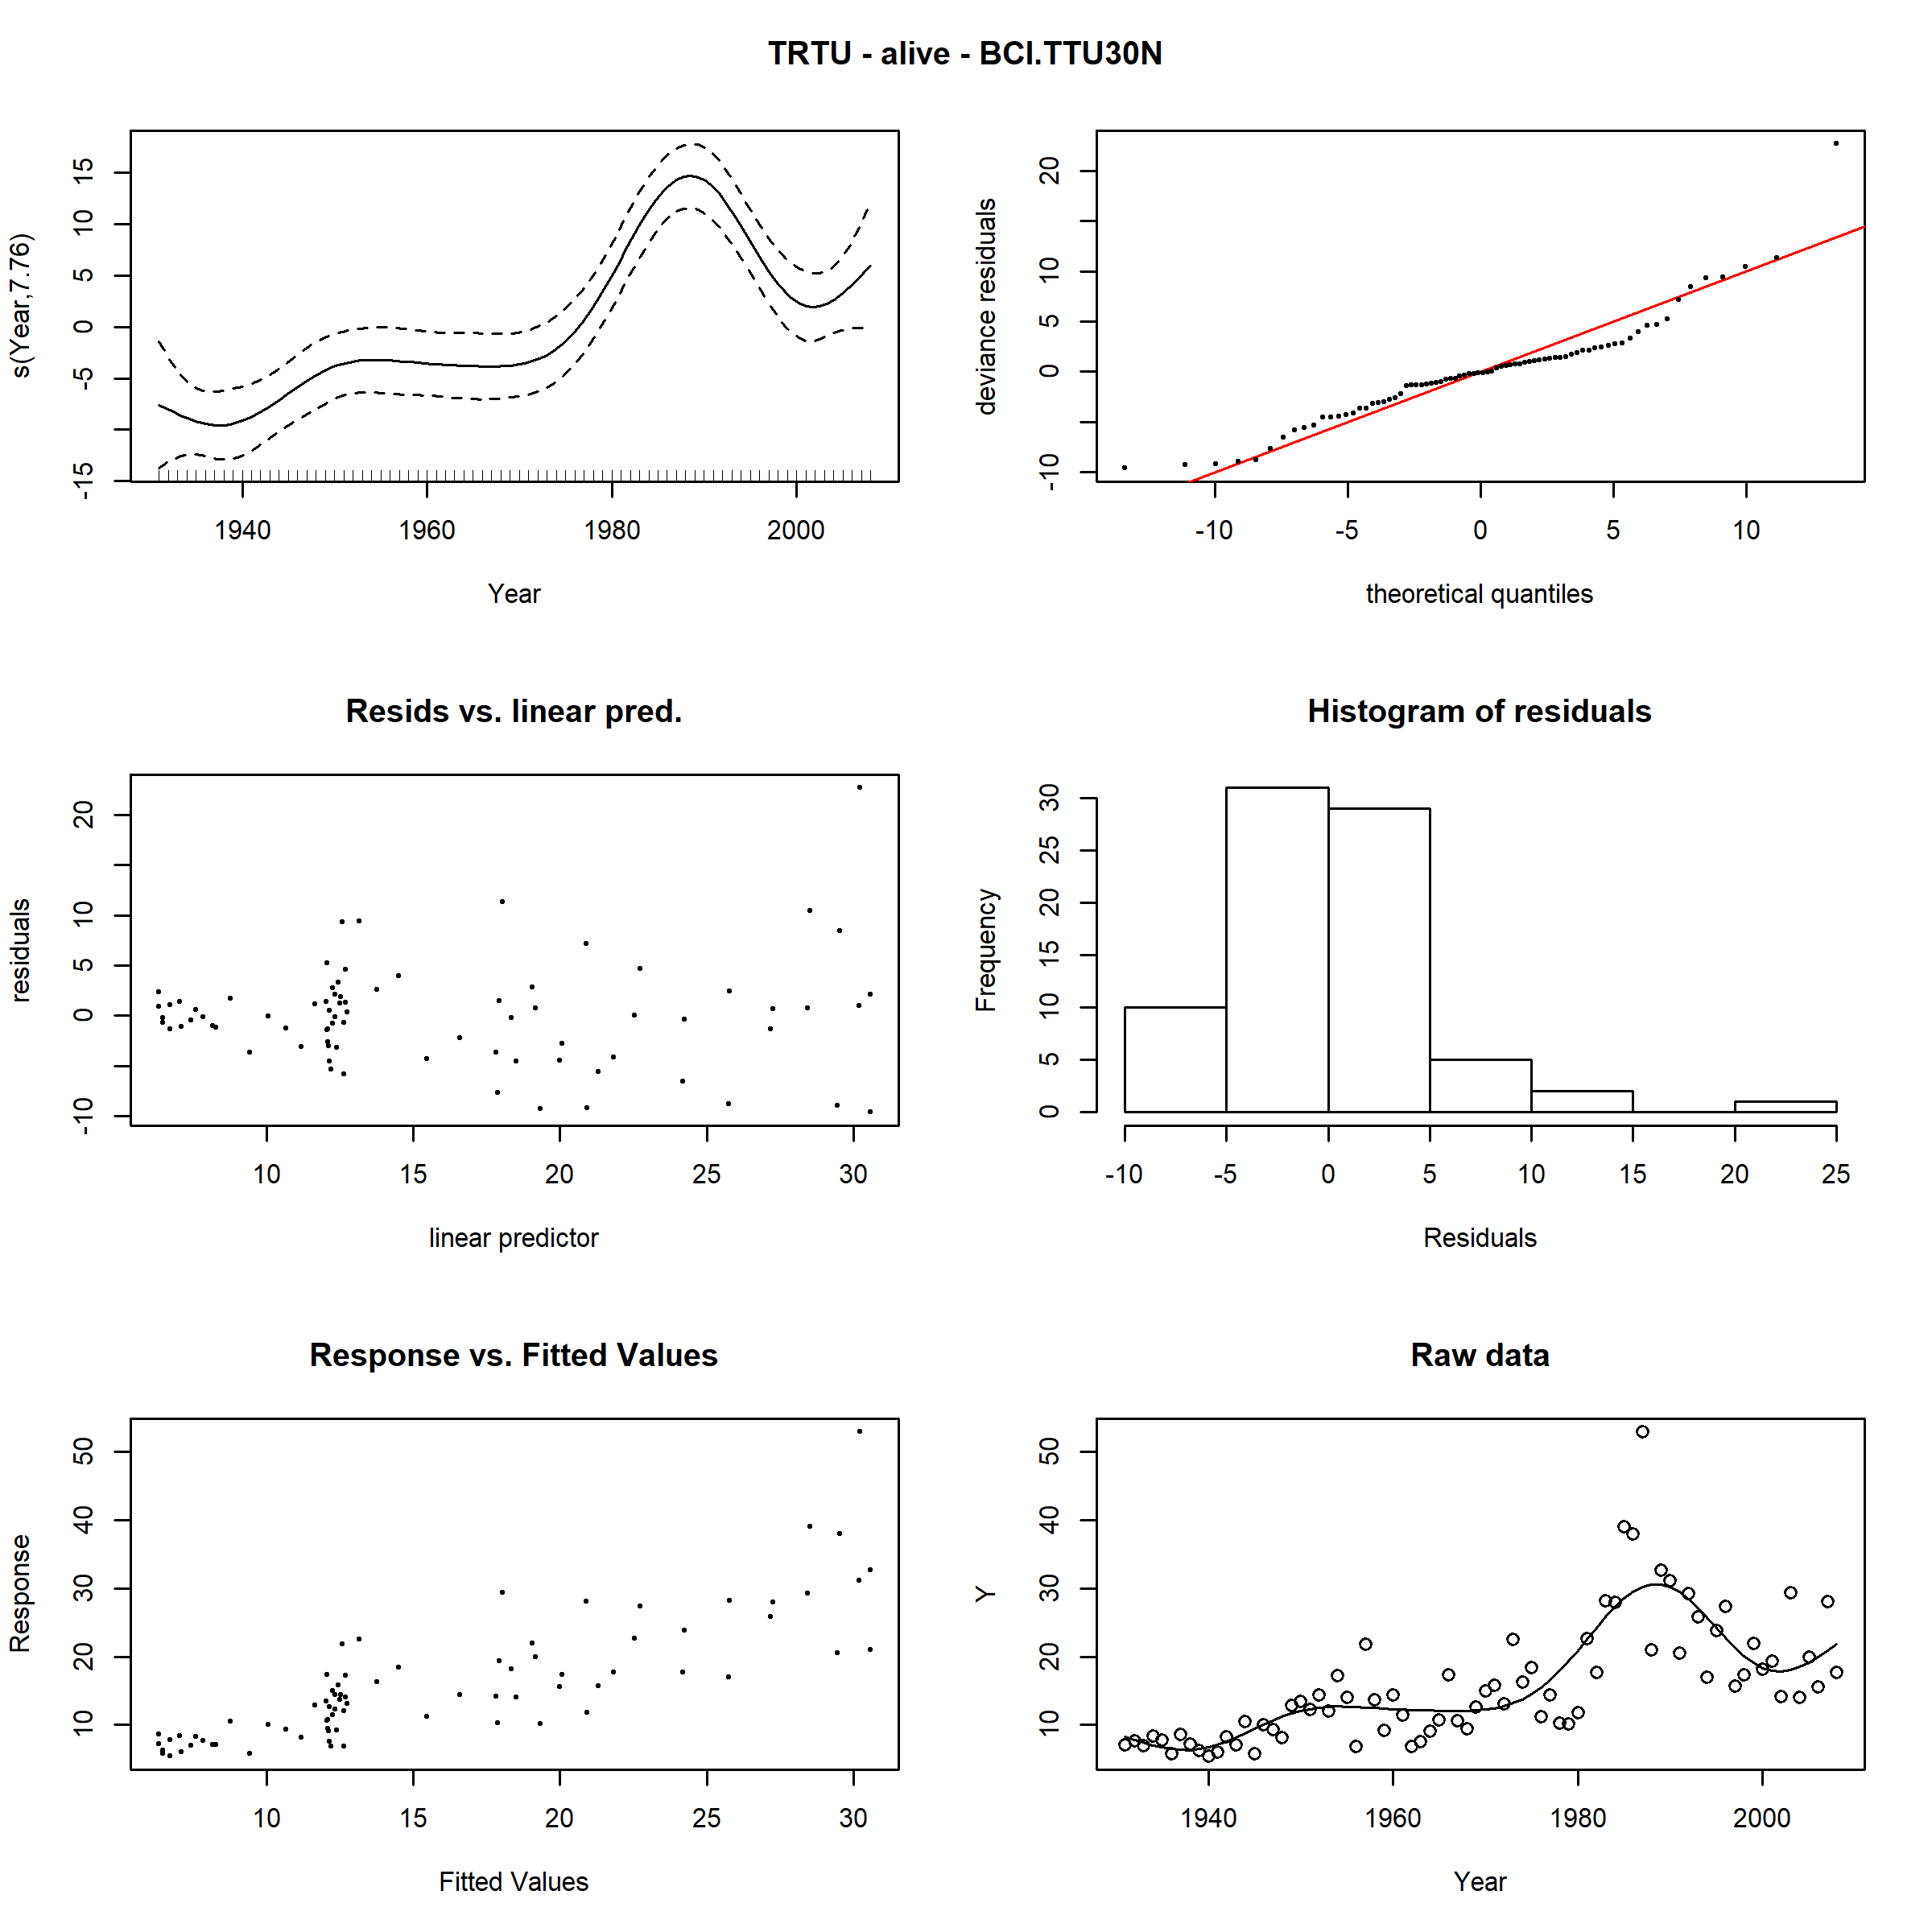 TRTU - alive - BCI.TTU30N
s(Year,7.76)
15
10
5
0
-5
-15
1940 1960 1980 2000
Year
deviance residuals
20
10
5
0
-10
-10 -5 0 5 10
theoretical quantiles
Resids vs. linear pred.
residuals
20
10
5
0
-10
10 15 20 25 30
linear predictor
Histogram of residuals
Frequency
30
25
20
15
10
5
0
-10 -5 0 5 10 15 20 25
Residuals
Response vs. Fitted Values
Response
50
40
30
20
10
10 15 20 25 30
Fitted Values
Raw data
Y
50
40
30
20
10
1940 1960 1980 2000
Year